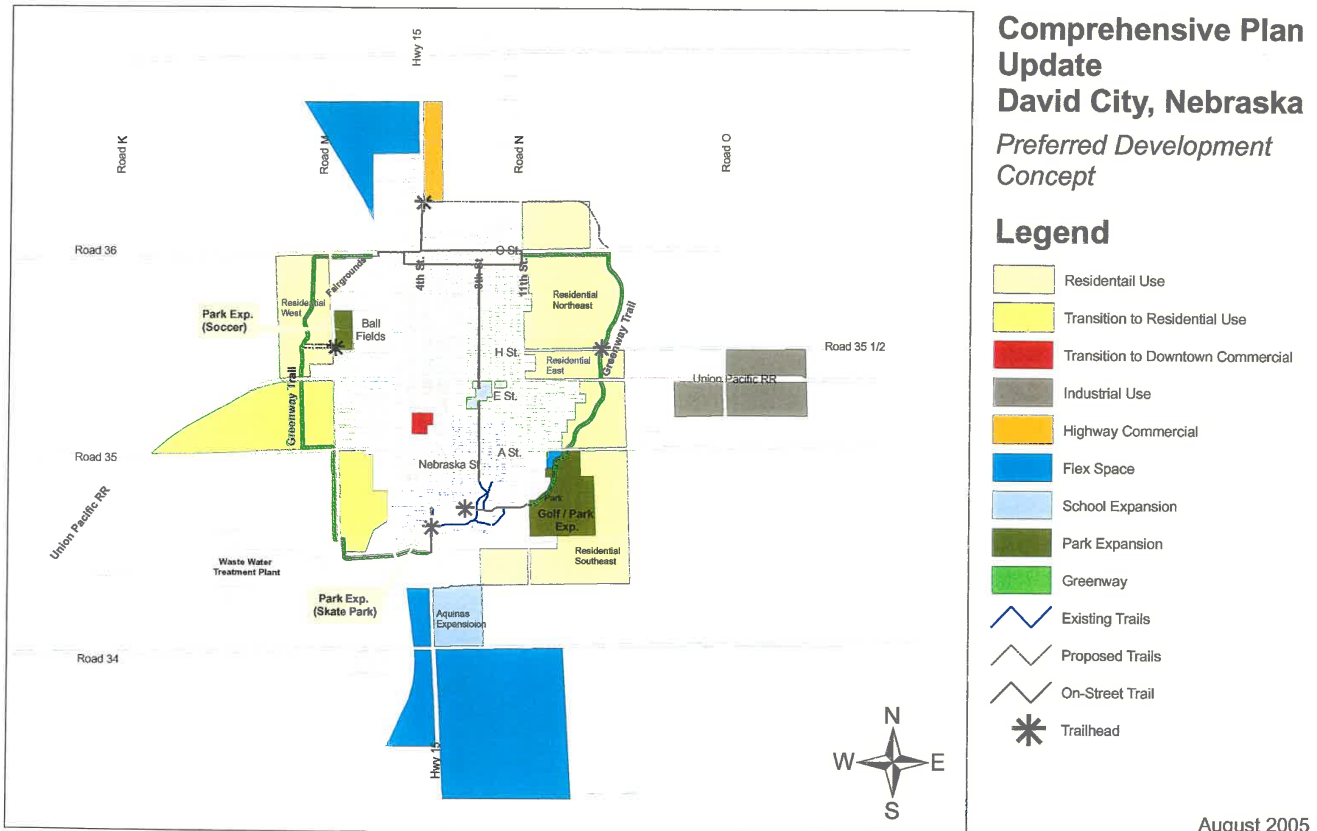 Comprehensive Plan
Update
David City, Nebraska
Preferred Development
Concept
Legend
Residentail Use
Transition to Residential Use
Transition to Downtown Commercial
Industrial Use
Highway Commercial
Flex Space
School Expansion
Park Expansion
Greenway
Existing Trails
Proposed Trails
On-Street Trail
Trailhead
August 2005
Hwy 15
Road K
Road M
Road N
Road O
Road 36
O St.
4th St.
8th St
11th St.
Fairgrounds
Residential
West
Park Exp.
(Soccer)
Ball
Fields
Residential
Northeast
Greenway Trail
H St.
Residential
East
Road 35 1/2
Union Pacific RR
E St.
Greenway Trail
Road 35
A St.
Nebraska St
Union Pacific RR
Park
Golf / Park
Exp.
Waste Water
Treatment Plant
Residential
Southeast
Park Exp.
(Skate Park)
Aquinas
Expansioion
Road 34
Hwy 15
N
W
E
S